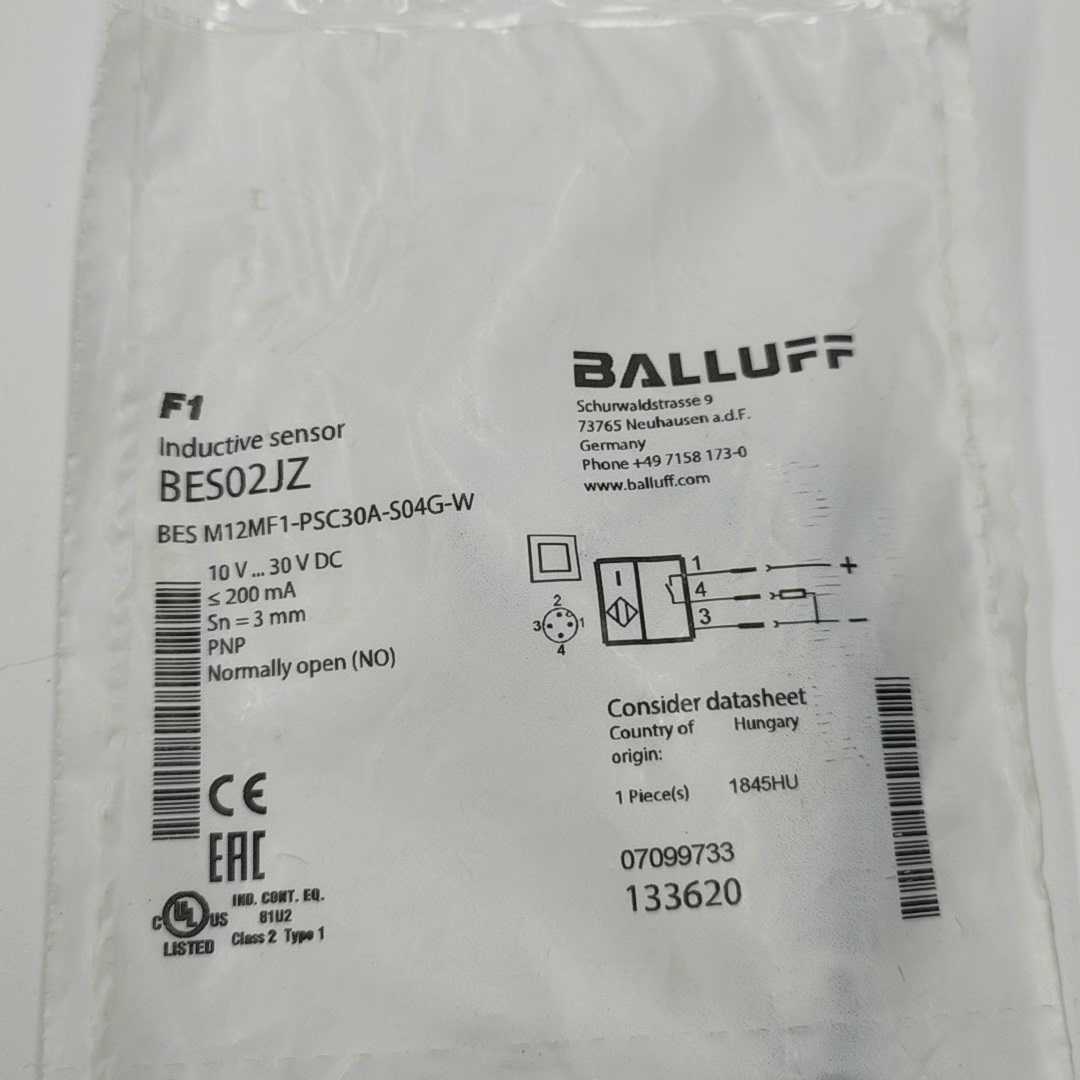 F1
Inductive sensor
BES02JZ
BES M12MF1-PSC30A-S04G-W
10 V ... 30 V DC
≤ 200 mA
Sn = 3 mm
PNP
Normally open (NO)
CE
EAC
C UL US
LISTED
IND. CONT. EQ.
81U2
Class 2 Type 1
BALLUFF
Schurwaldstrasse 9
73765 Neuhausen a.d.F.
Germany
Phone +49 7158 173-0
www.balluff.com
2
3 1
4
1 +
4
3 −
Consider datasheet
Country of Hungary
origin:
1 Piece(s) 1845HU
07099733
133620